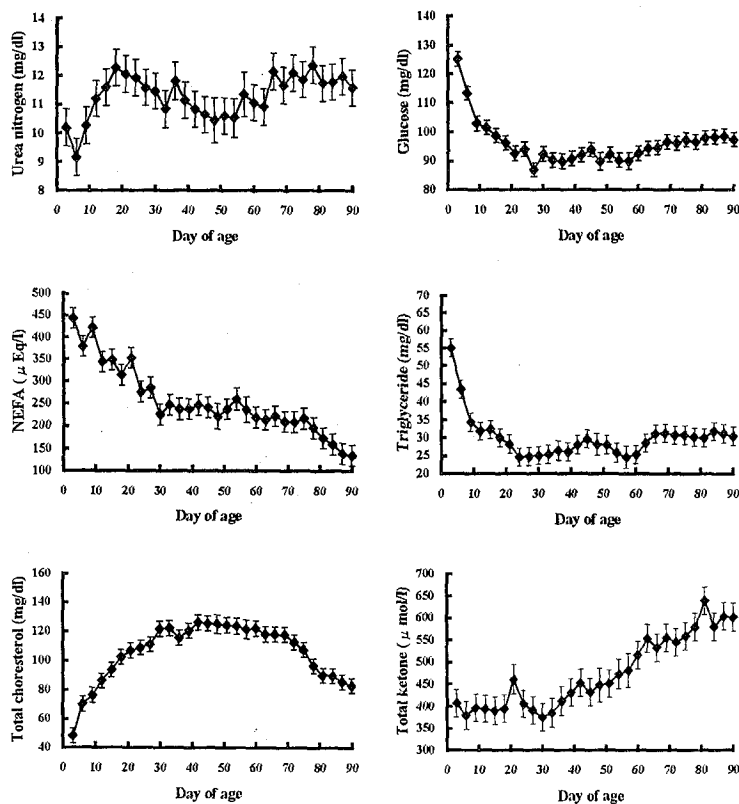 Urea nitrogen (mg/dl)
14
13
12
11
10
9
8
0 10 20 30 40 50 60 70 80 90
Day of age
Glucose (mg/dl)
140
130
120
110
100
90
80
0 10 20 30 40 50 60 70 80 90
Day of age
NEFA ( μ Eq/l)
500
450
400
350
300
250
200
150
100
0 10 20 30 40 50 60 70 80 90
Day of age
Triglyceride (mg/dl)
70
65
60
55
50
45
40
35
30
25
20
0 10 20 30 40 50 60 70 80 90
Day of age
Total choresterol (mg/dl)
160
140
120
100
80
60
40
0 10 20 30 40 50 60 70 80 90
Day of age
Total ketone ( μ mol/l)
700
650
600
550
500
450
400
350
300
0 10 20 30 40 50 60 70 80 90
Day of age